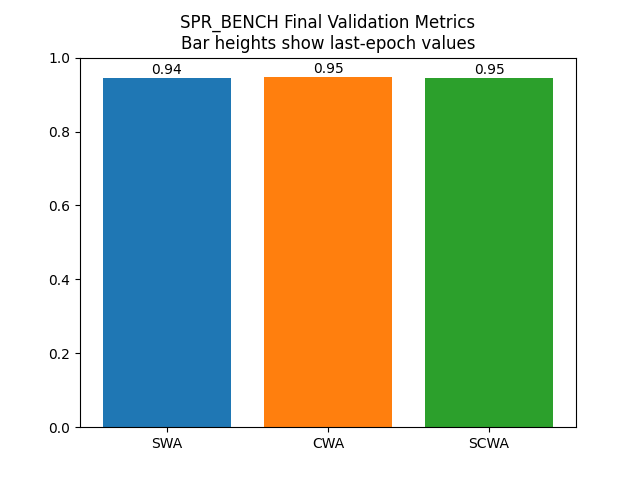 SPR_BENCH Final Validation Metrics
Bar heights show last-epoch values
1.0
0.8
0.6
0.4
0.2
0.0
0.94
0.95
0.95
SWA
CWA
SCWA